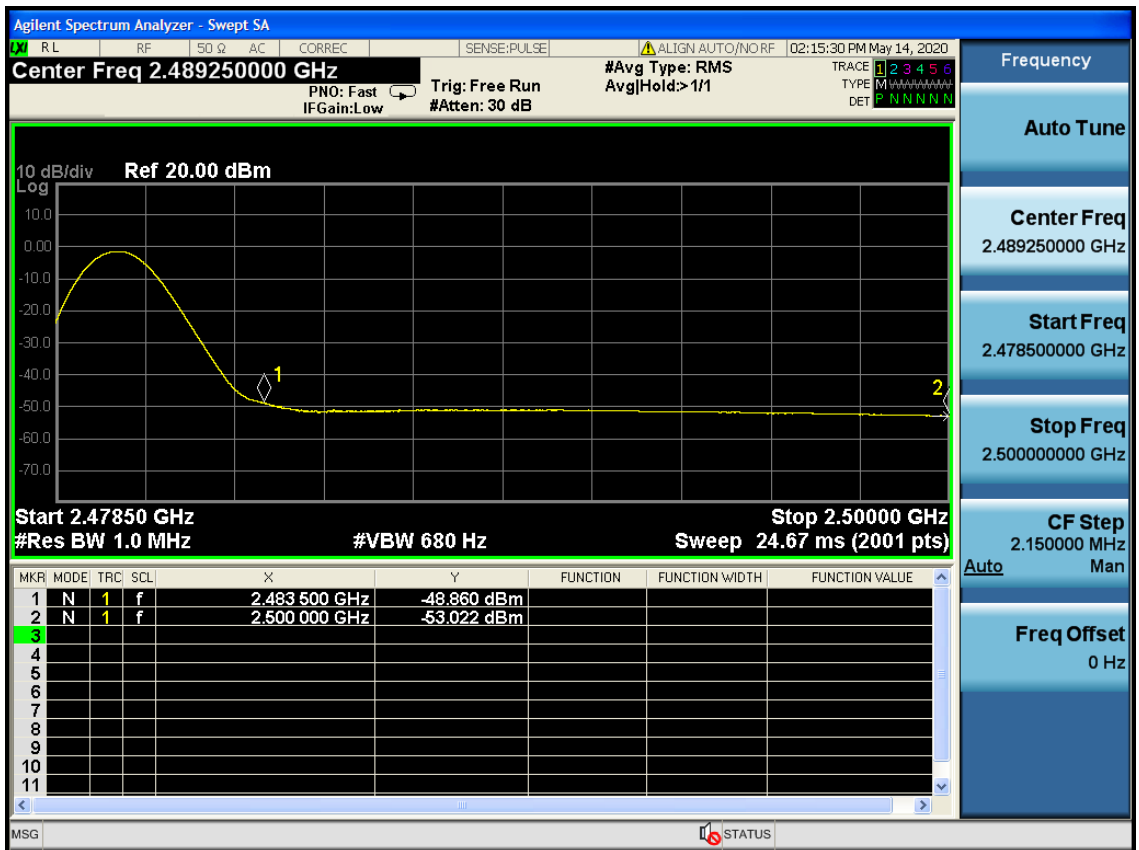 Agilent Spectrum Analyzer - Swept SA
LXI RL RF 50 Ω AC CORREC SENSE:PULSE ALIGN AUTO/NO RF 02:15:30 PM May 14, 2020
Center Freq 2.489250000 GHz
PNO: Fast
IFGain:Low
Trig: Free Run
#Atten: 30 dB
#Avg Type: RMS
Avg|Hold:>1/1
TRACE 1 2 3 4 5 6
TYPE M W W W W W
DET P N N N N N
10 dB/div Ref 20.00 dBm
Log
10.0
0.00
-10.0
-20.0
-30.0
-40.0
-50.0
-60.0
-70.0
1
2
Start 2.47850 GHz Stop 2.50000 GHz
#Res BW 1.0 MHz #VBW 680 Hz Sweep 24.67 ms (2001 pts)
MKR MODE TRC SCL X Y FUNCTION FUNCTION WIDTH FUNCTION VALUE
1 N 1 f 2.483 500 GHz -48.860 dBm
2 N 1 f 2.500 000 GHz -53.022 dBm
3
4
5
6
7
8
9
10
11
MSG STATUS
Frequency
Auto Tune
Center Freq
2.489250000 GHz
Start Freq
2.478500000 GHz
Stop Freq
2.500000000 GHz
CF Step
2.150000 MHz
Auto Man
Freq Offset
0 Hz